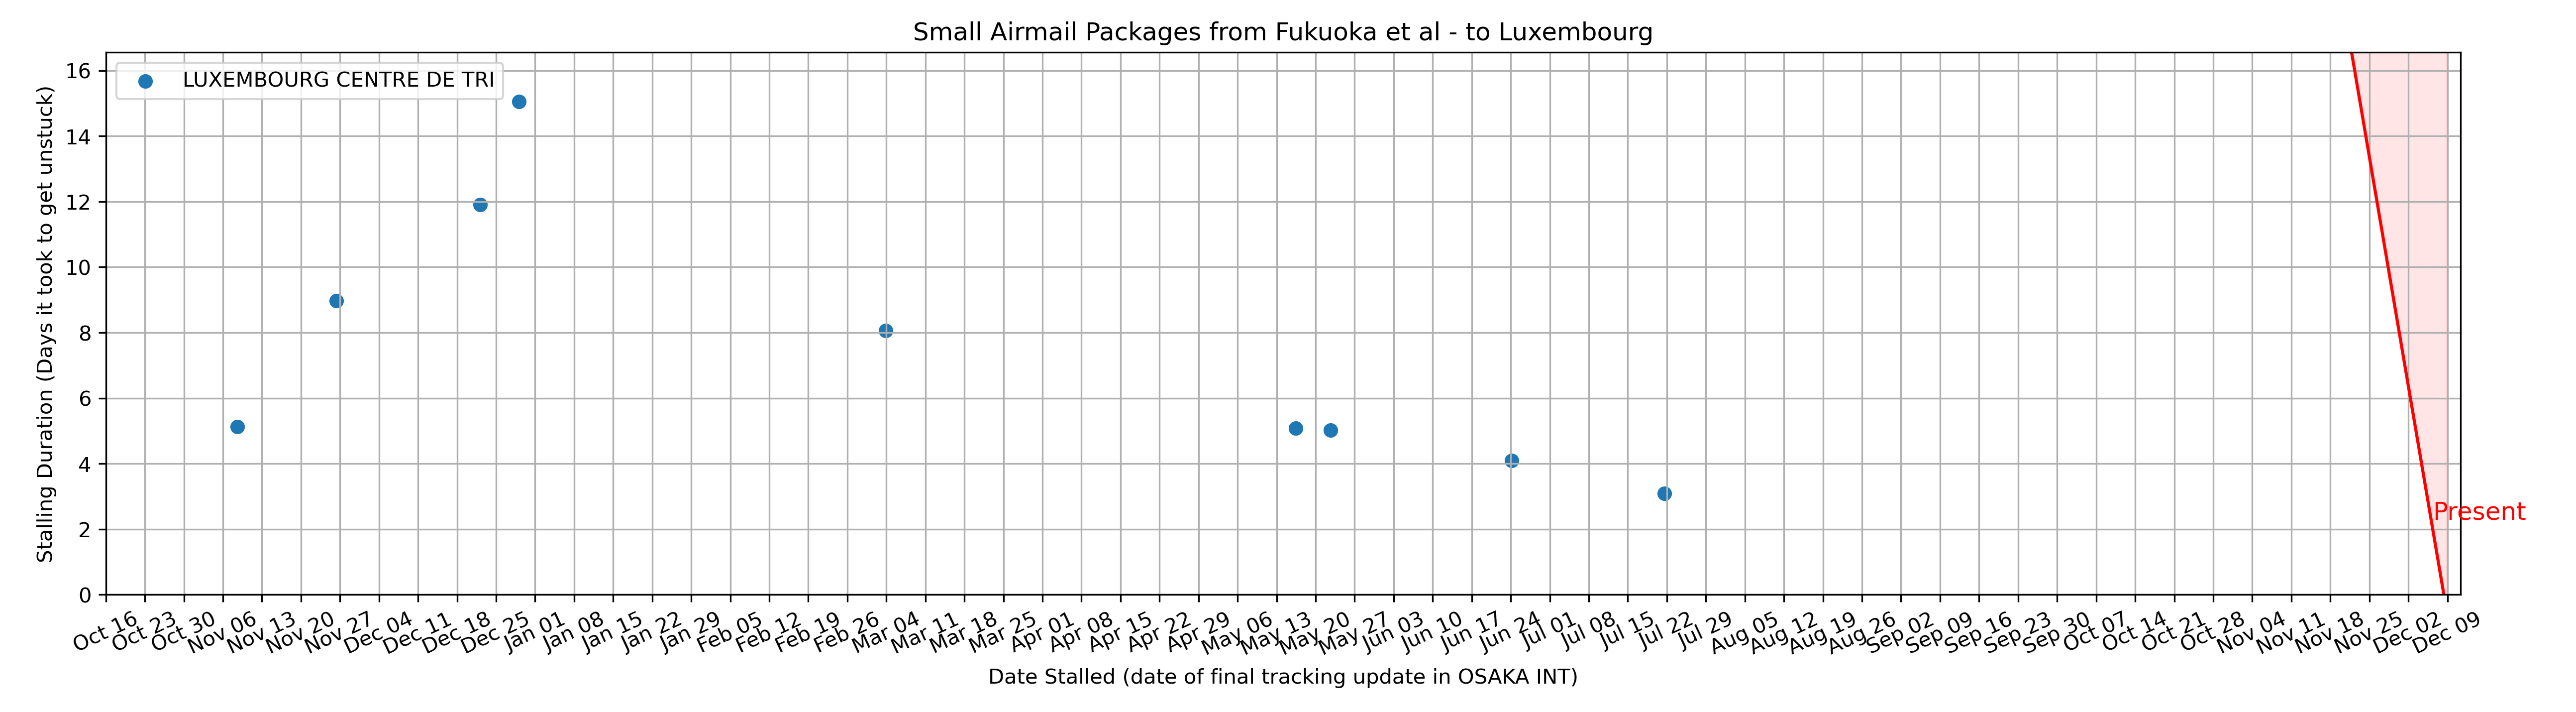 Small Airmail Packages from Fukuoka et al - to Luxembourg
LUXEMBOURG CENTRE DE TRI
Stalling Duration (Days it took to get unstuck)
16
14
12
10
8
6
4
2
0
Present
Oct 16 Oct 23 Oct 30 Nov 06 Nov 13 Nov 20 Nov 27 Dec 04 Dec 11 Dec 18 Dec 25 Jan 01 Jan 08 Jan 15 Jan 22 Jan 29 Feb 05 Feb 12 Feb 19 Feb 26 Mar 04 Mar 11 Mar 18 Mar 25 Apr 01 Apr 08 Apr 15 Apr 22 Apr 29 May 06 May 13 May 20 May 27 Jun 03 Jun 10 Jun 17 Jun 24 Jul 01 Jul 08 Jul 15 Jul 22 Jul 29 Aug 05 Aug 12 Aug 19 Aug 26 Sep 02 Sep 09 Sep 16 Sep 23 Sep 30 Oct 07 Oct 14 Oct 21 Oct 28 Nov 04 Nov 11 Nov 18 Nov 25 Dec 02 Dec 09
Date Stalled (date of final tracking update in OSAKA INT)